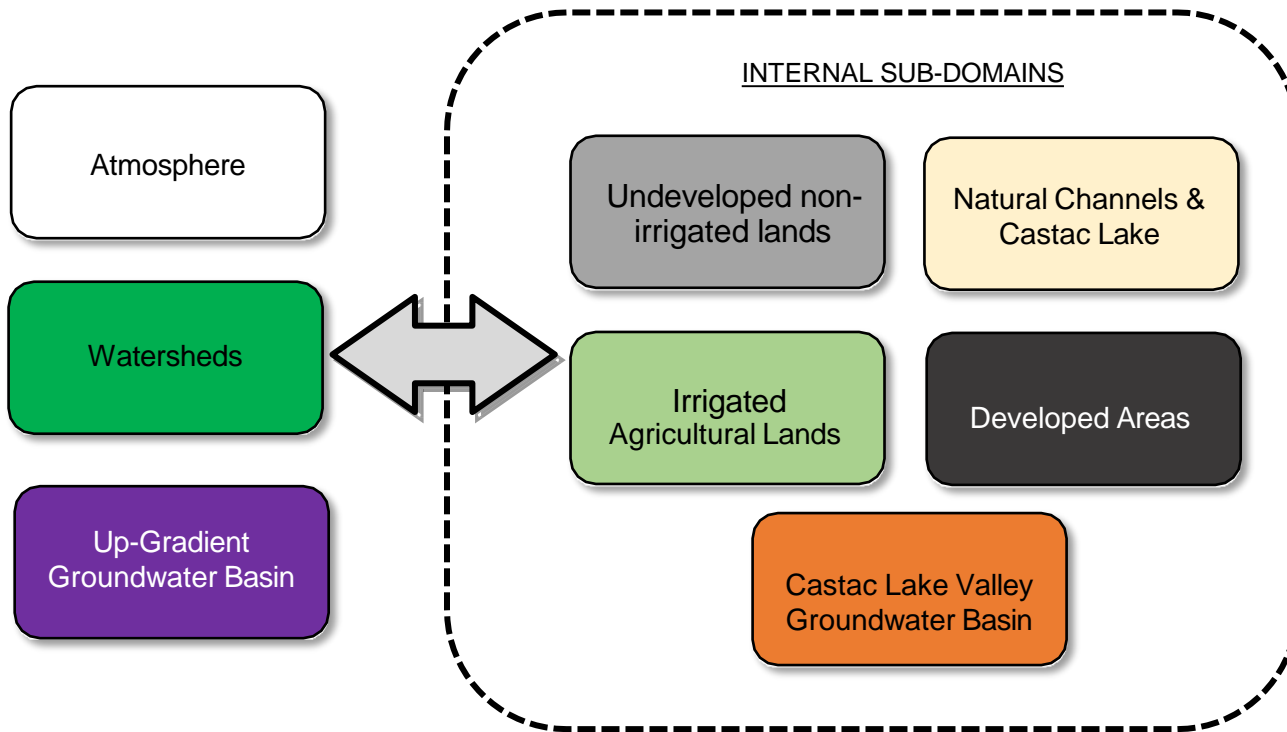 INTERNAL SUB-DOMAINS
Atmosphere
Watersheds
Up-Gradient
Groundwater Basin
Undeveloped non-
irrigated lands
Natural Channels &
Castac Lake
Irrigated
Agricultural Lands
Developed Areas
Castac Lake Valley
Groundwater Basin